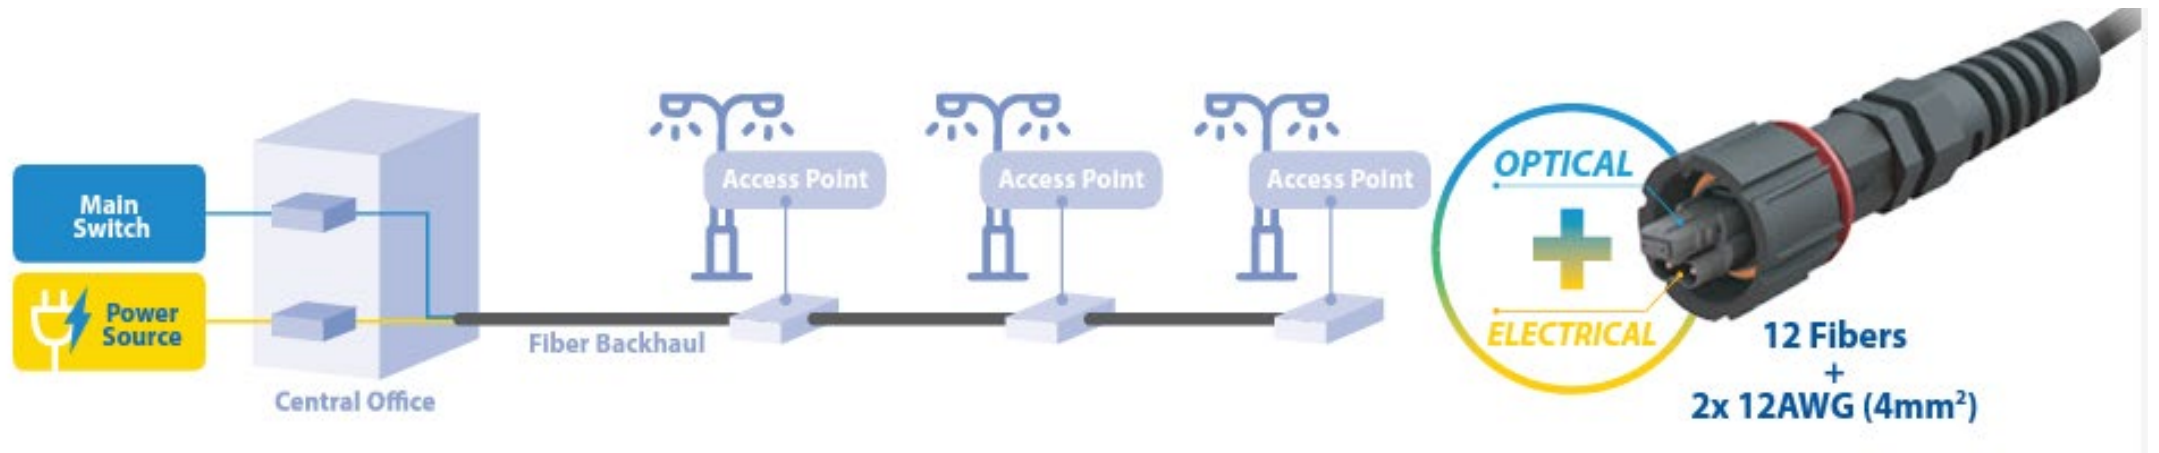 Main
Switch
Power
Source
Central Office
Fiber Backhaul
Access Point
Access Point
Access Point
OPTICAL
ELECTRICAL
12 Fibers
+
2x 12AWG (4mm²)